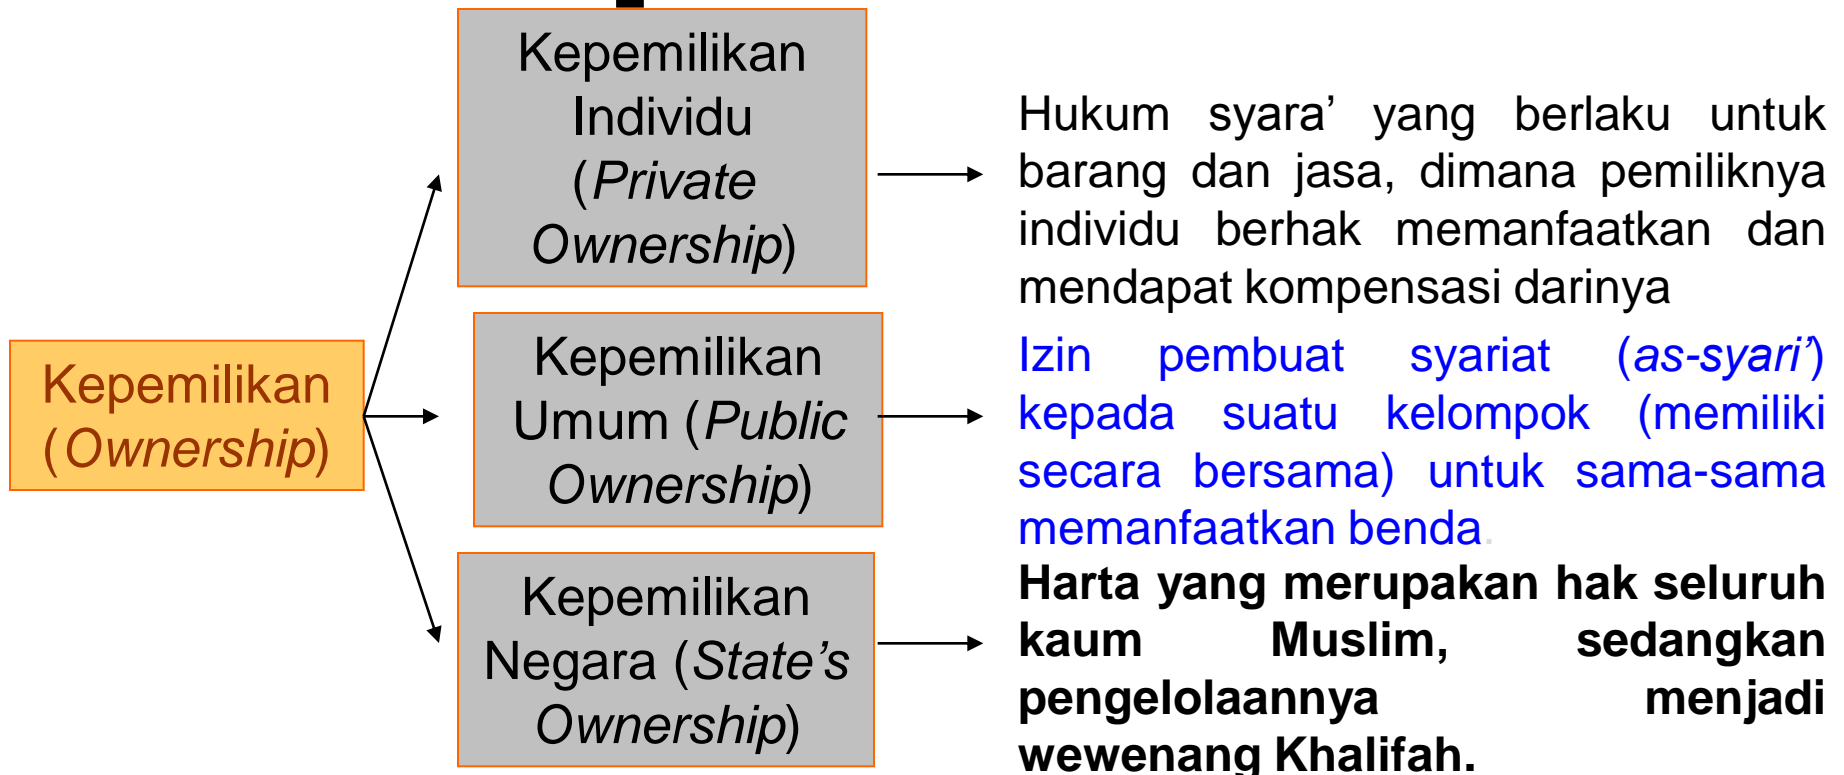 Kepemilikan
(Ownership)
Kepemilikan
Individu
(Private
Ownership)
Hukum syara’ yang berlaku untuk
barang dan jasa, dimana pemiliknya
individu berhak memanfaatkan dan
mendapat kompensasi darinya
Kepemilikan
Umum (Public
Ownership)
Izin pembuat syariat (as-syari’)
kepada suatu kelompok (memiliki
secara bersama) untuk sama-sama
memanfaatkan benda.
Kepemilikan
Negara (State’s
Ownership)
Harta yang merupakan hak seluruh
kaum Muslim, sedangkan
pengelolaannya menjadi
wewenang Khalifah.